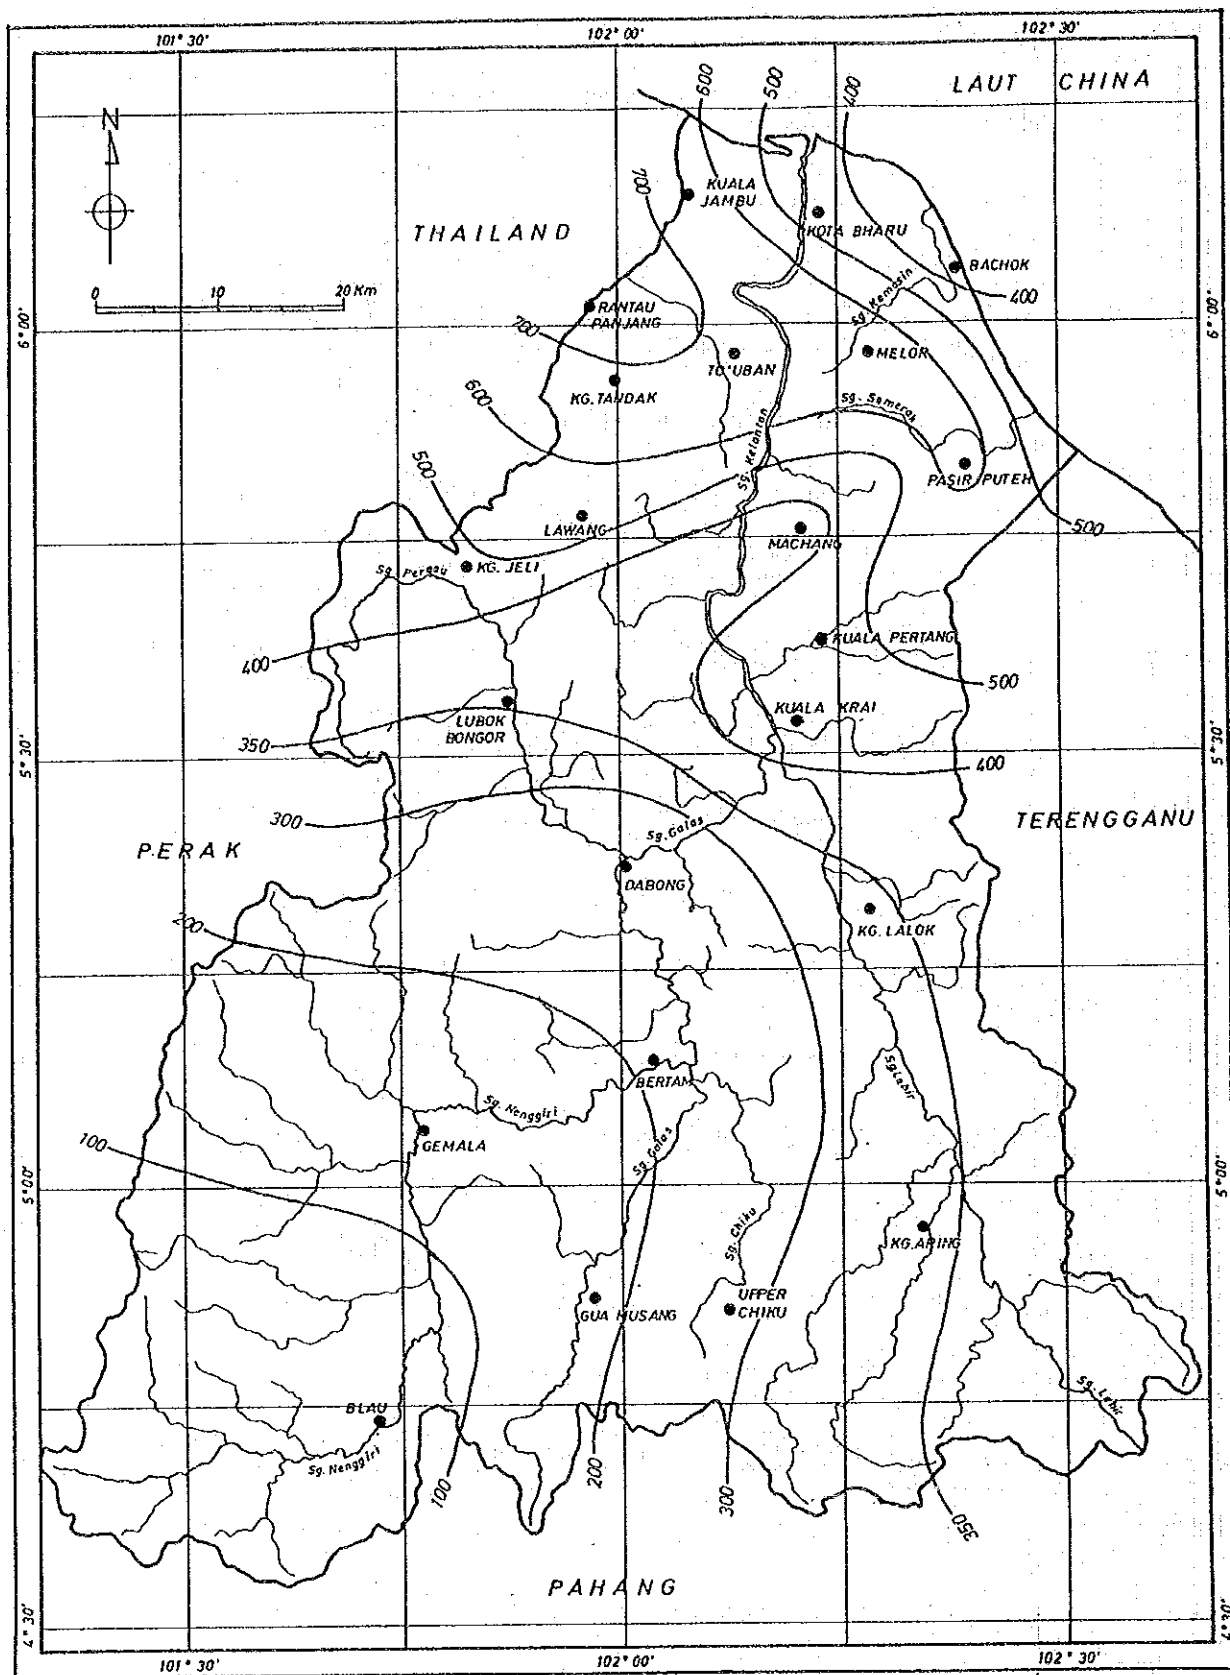 101° 30'
102° 00'
102° 30'
LAUT CHINA
600
500
400
N
700
KUALA
JAMBU
THAILAND
KOTA BHARU
BACHOK
Sg. Kemasin
400
0 10 20 Km
RANTAU
PANJANG
700
6° 00'
6° 00'
TO'UBAN
MELOR
KG. TANDAK
600
Sg. Semerak
Sg. Kelantan
500
PASIR PUTEH
LAWANG
MACHANG
500
Sg. Pergau
KG. JELI
KUALA PERTANG
400
500
KUALA KRAI
LUBOK
BONGOR
350
5° 30'
5° 30'
400
300
Sg. Galas
TERENGGANU
PERAK
DABONG
200
KG. LALOK
BERTAM
Sg. Lebir
Sg. Nenggiri
100
GEMALA
Sg. Galas
5° 00'
5° 00'
Sg. Chiku
KG. ARING
GUA MUSANG
UPPER
CHIKU
Sg. Lebir
BLAU
Sg. Nenggiri
100
200
300
350
PAHANG
4° 30'
101° 30'
102° 00'
102° 30'